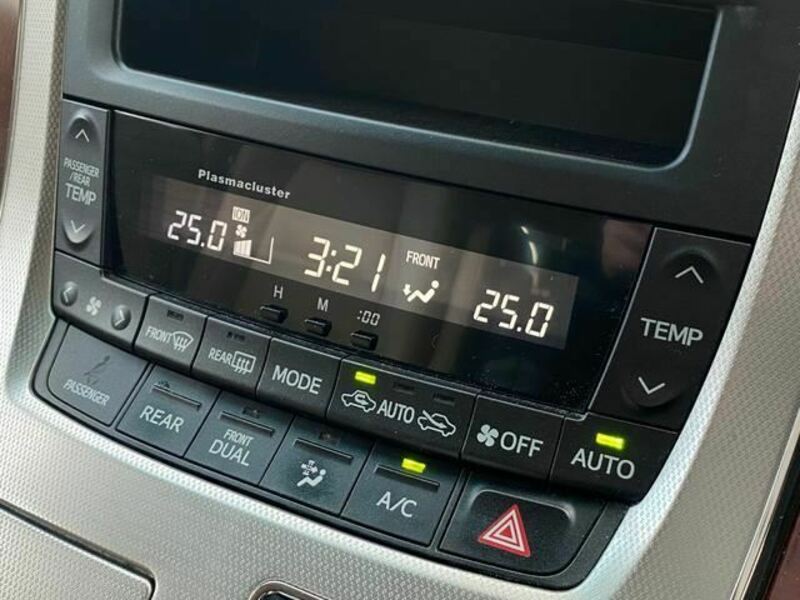 Plasmacluster
PASSENGER
/REAR
TEMP
25.0
ION
3:21
FRONT
25.0
TEMP
H M :00
FRONT
REAR
MODE
AUTO
OFF
AUTO
PASSENGER
REAR
FRONT
DUAL
A/C